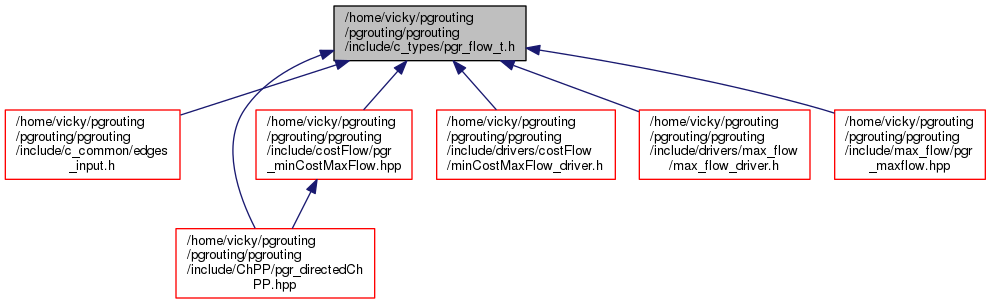 /home/vicky/pgrouting
/pgrouting/pgrouting
/include/c_types/pgr_flow_t.h
/home/vicky/pgrouting
/pgrouting/pgrouting
/include/c_common/edges
_input.h
/home/vicky/pgrouting
/pgrouting/pgrouting
/include/costFlow/pgr
_minCostMaxFlow.hpp
/home/vicky/pgrouting
/pgrouting/pgrouting
/include/drivers/costFlow
/minCostMaxFlow_driver.h
/home/vicky/pgrouting
/pgrouting/pgrouting
/include/drivers/max_flow
/max_flow_driver.h
/home/vicky/pgrouting
/pgrouting/pgrouting
/include/max_flow/pgr
_maxflow.hpp
/home/vicky/pgrouting
/pgrouting/pgrouting
/include/ChPP/pgr_directedCh
PP.hpp